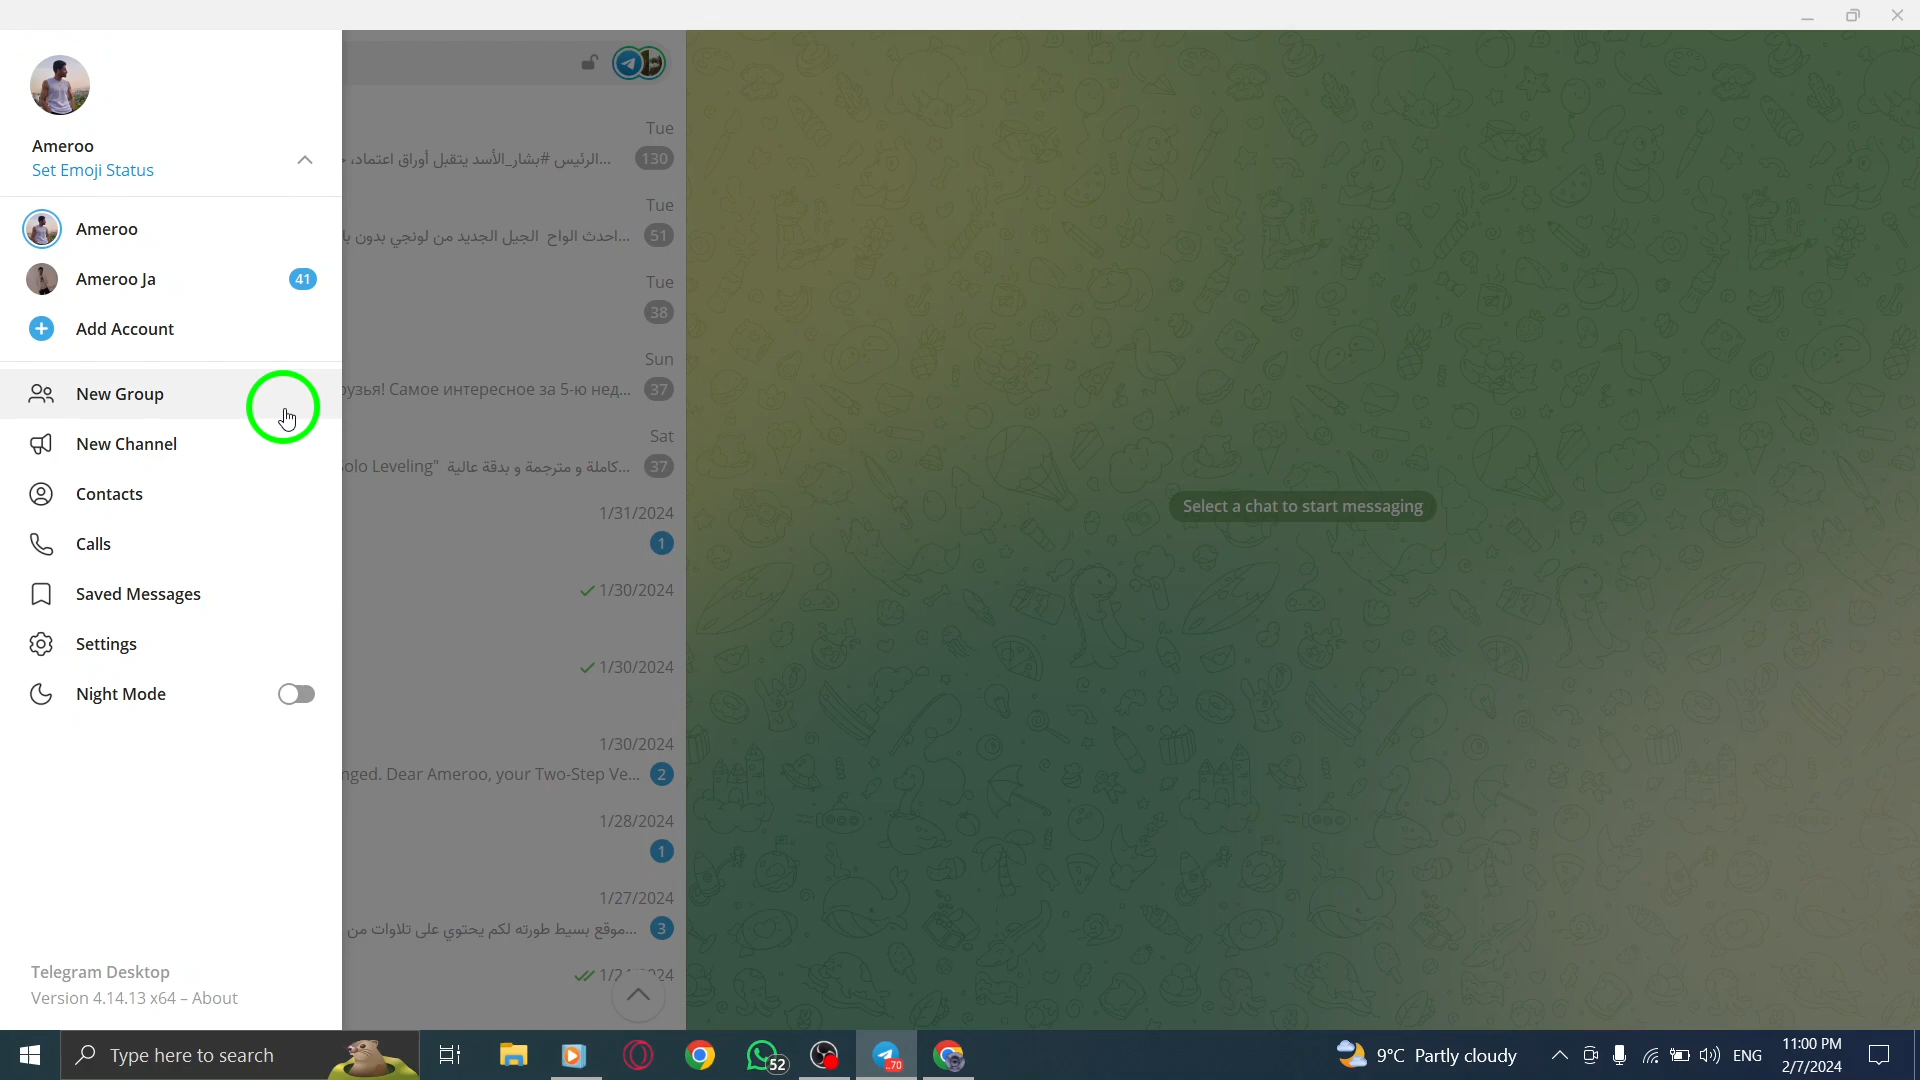 Ameroo
Set Emoji Status
Ameroo
Ameroo Ja
41
Add Account
New Group
New Channel
Contacts
Calls
Saved Messages
Settings
Night Mode
Telegram Desktop
Version 4.14.13 x64 – About
Tue
الرئيس #بشار_الأسد يتقبل أوراق اعتماد،...
130
Tue
احدث الواح الجيل الجديد من لونجي بدون...
51
Tue
38
Sun
рузья! Самое интересное за 5-ю нед...
37
Sat
كاملة و مترجمة و بدقة عالية "Solo Leveling...
37
1/31/2024
1
1/30/2024
1/30/2024
1/30/2024
nged. Dear Ameroo, your Two-Step Ve...
2
1/28/2024
1
1/27/2024
موقع بسيط طورته لكم يحتوي على تلاوات من...
3
Select a chat to start messaging
Type here to search
52
..70
9°C Partly cloudy
ENG
11:00 PM
2/7/2024